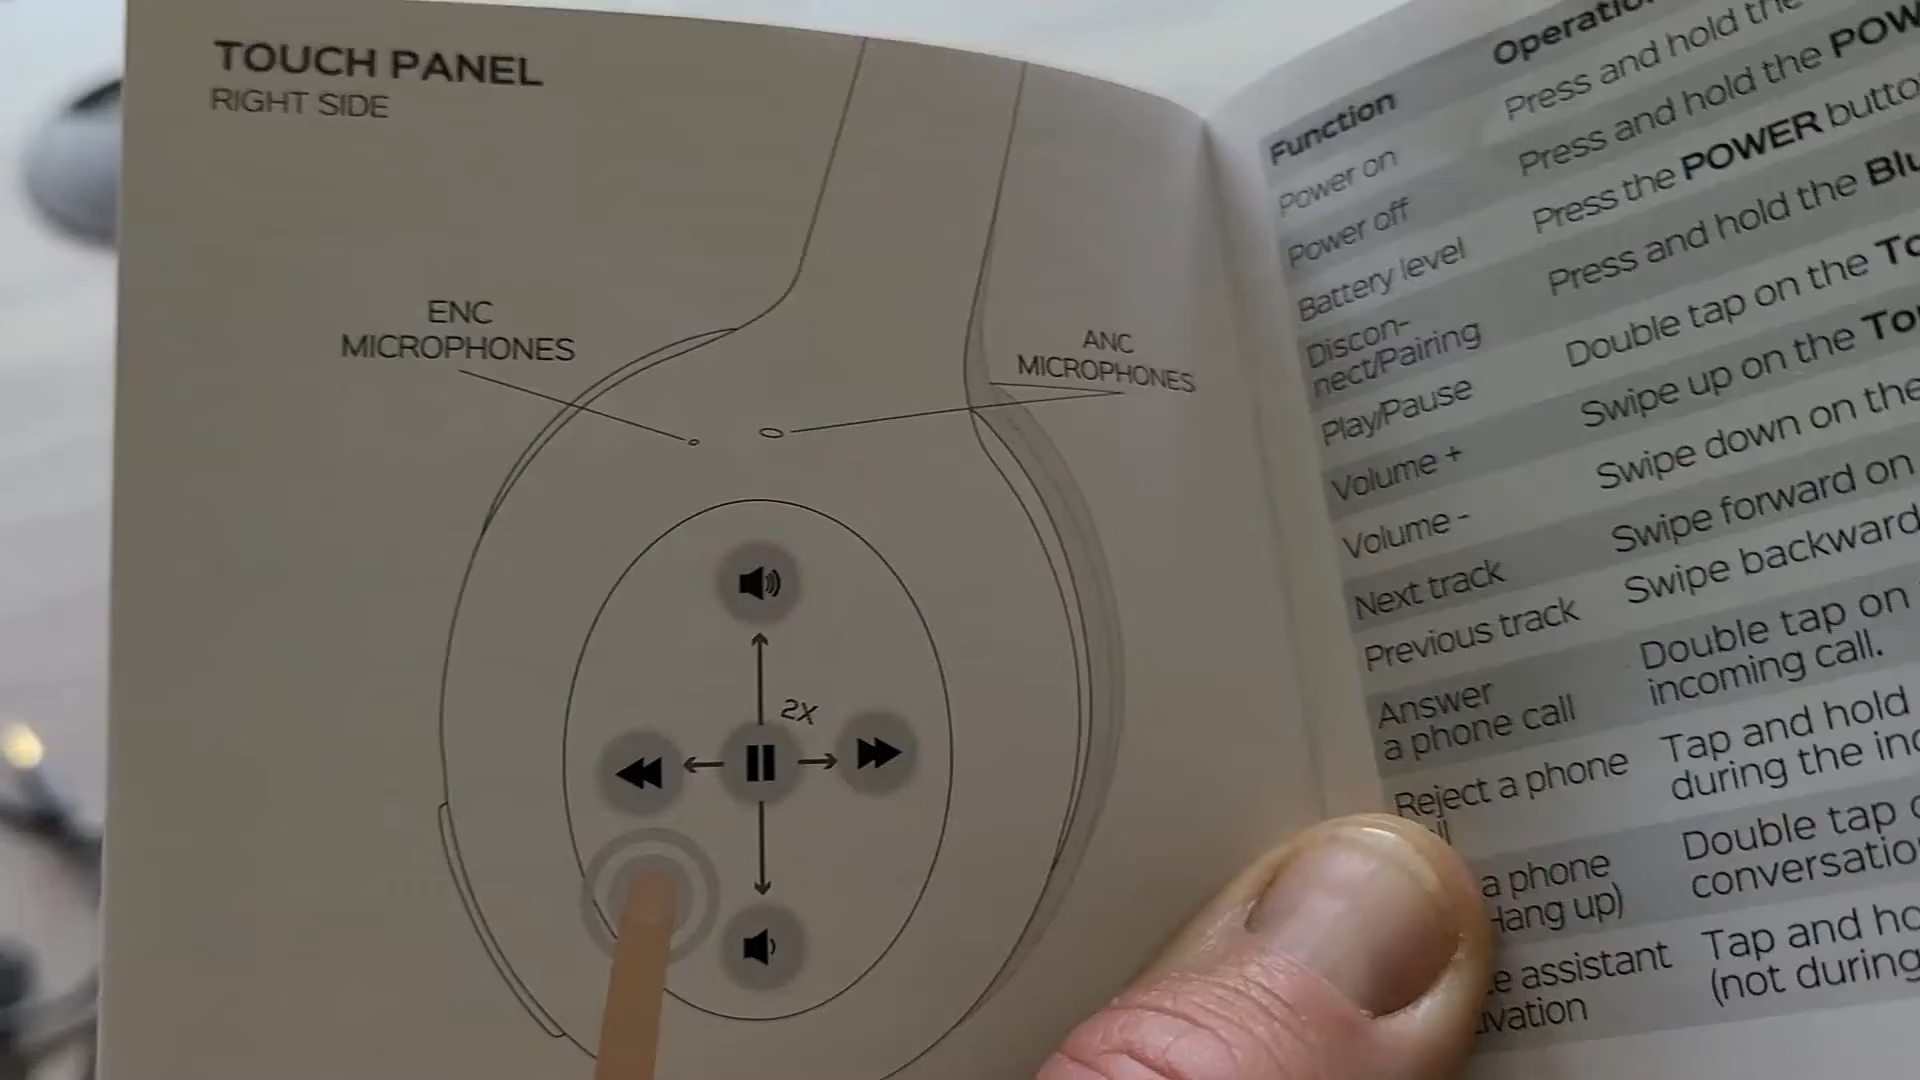 TOUCH PANEL
RIGHT SIDE
ENC
MICROPHONES
ANC
MICROPHONES
2X
Function
Power on Press and hold the
Power off Press and hold the POW
Battery level Press the POWER butto
Discon-
nect/Pairing Press and hold the Blu
Play/Pause Double tap on the To
Volume + Swipe up on the Tou
Volume - Swipe down on the
Next track Swipe forward on
Previous track Swipe backward
Answer
a phone call
Double tap on
incoming call.
Reject a phone
Tap and hold
during the inc
a phone
Hang up)
Double tap o
conversatio
assistant
Tap and ho
(not during